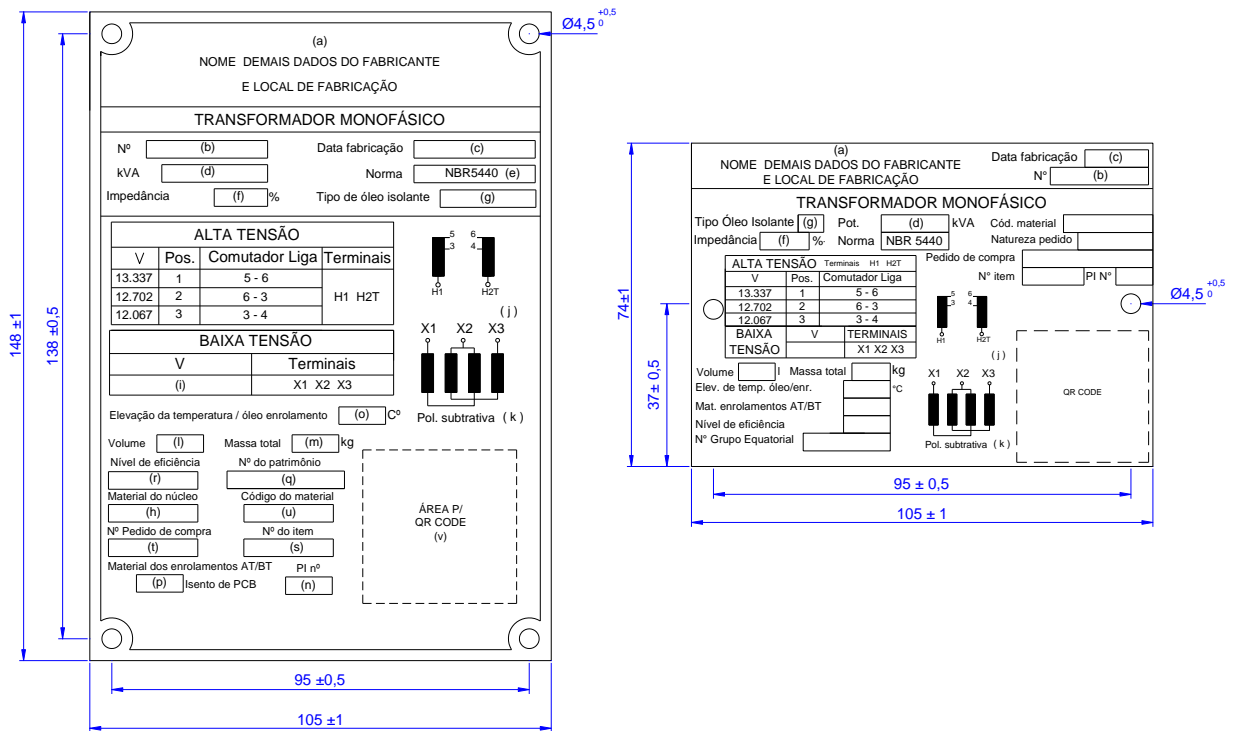 (a)
NOME DEMAIS DADOS DO FABRICANTE
E LOCAL DE FABRICAÇÃO
TRANSFORMADOR MONOFÁSICO
Nº (b) Data fabricação (c)
kVA (d) Norma NBR5440 (e)
Impedância (f) % Tipo de óleo isolante (g)
ALTA TENSÃO
V Pos. Comutador Liga Terminais
13.337 1 5 - 6
12.702 2 6 - 3 H1 H2T
12.067 3 3 - 4
5 6
3 4
H1 H2T
( j )
BAIXA TENSÃO
V Terminais
(i) X1 X2 X3
X1 X2 X3
Pol. subtrativa ( k )
Elevação da temperatura / óleo enrolamento (o) Cº
Volume (l) Massa total (m) kg
Nível de eficiência Nº do patrimônio
(r) (q)
Material do núcleo Código do material
(h) (u)
Nº Pedido de compra Nº do item
(t) (s)
Material dos enrolamentos AT/BT PI nº
(p) Isento de PCB (n)
ÁREA P/
QR CODE
(v)
148 ±1
138 ±0,5
95 ±0,5
105 ±1
Ø4,5 +0,5 0
(a)
NOME DEMAIS DADOS DO FABRICANTE
E LOCAL DE FABRICAÇÃO
Data fabricação (c)
N° (b)
TRANSFORMADOR MONOFÁSICO
Tipo Óleo Isolante (g) Pot. (d) kVA Cód. material
Impedância (f) %. Norma NBR 5440 Natureza pedido
Pedido de compra
N° item PI N°
ALTA TENSÃO Terminais H1 H2T
V Pos. Comutador Liga
13.337 1 5 - 6
12.702 2 6 - 3
12.067 3 3 - 4
BAIXA V TERMINAIS
TENSÃO X1 X2 X3
5 6
3 4
H1 H2T
( j )
Volume l Massa total kg
Elev. de temp. óleo/enr. °C
Mat. enrolamentos AT/BT
Nível de eficiência
N° Grupo Equatorial
X1 X2 X3
Pol. subtrativa ( k )
QR CODE
74±1
37± 0,5
95 ± 0,5
105 ± 1
Ø4,5 +0,5 0